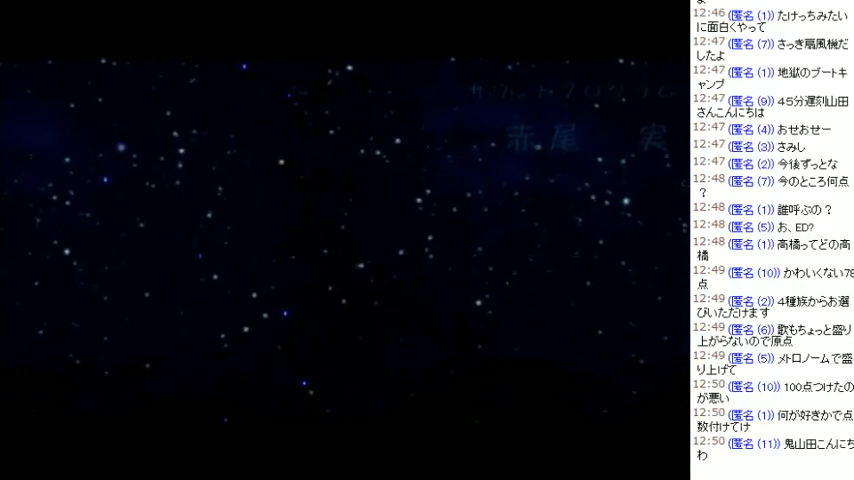 赤尾 実
12:46 (匿名 (1)) たけっちみたい
に面白くやって
12:47 (匿名 (7)) さっき扇風機だ
したよ
12:47 (匿名 (1)) 地獄のブートキ
ャンプ
12:47 (匿名 (9)) 45分遅刻山田
さんこんにちは
12:47 (匿名 (4)) おせおせー
12:47 (匿名 (3)) さみし
12:47 (匿名 (2)) 今後ずっとな
12:48 (匿名 (7)) 今のところ何点
？
12:48 (匿名 (1)) 誰呼ぶの？
12:48 (匿名 (5)) お、ED?
12:48 (匿名 (1)) 高橋ってどの高
橋
12:49 (匿名 (10)) かわいくない78
点
12:49 (匿名 (2)) 4種族からお選
びいただけます
12:49 (匿名 (6)) 歌もちょっと盛り
上がらないので原点
12:49 (匿名 (5)) メトロノームで盛
り上げて
12:50 (匿名 (10)) 100点つけたの
が悪い
12:50 (匿名 (1)) 何が好きかで点
数付けてけ
12:50 (匿名 (11)) 鬼山田こんにち
わ